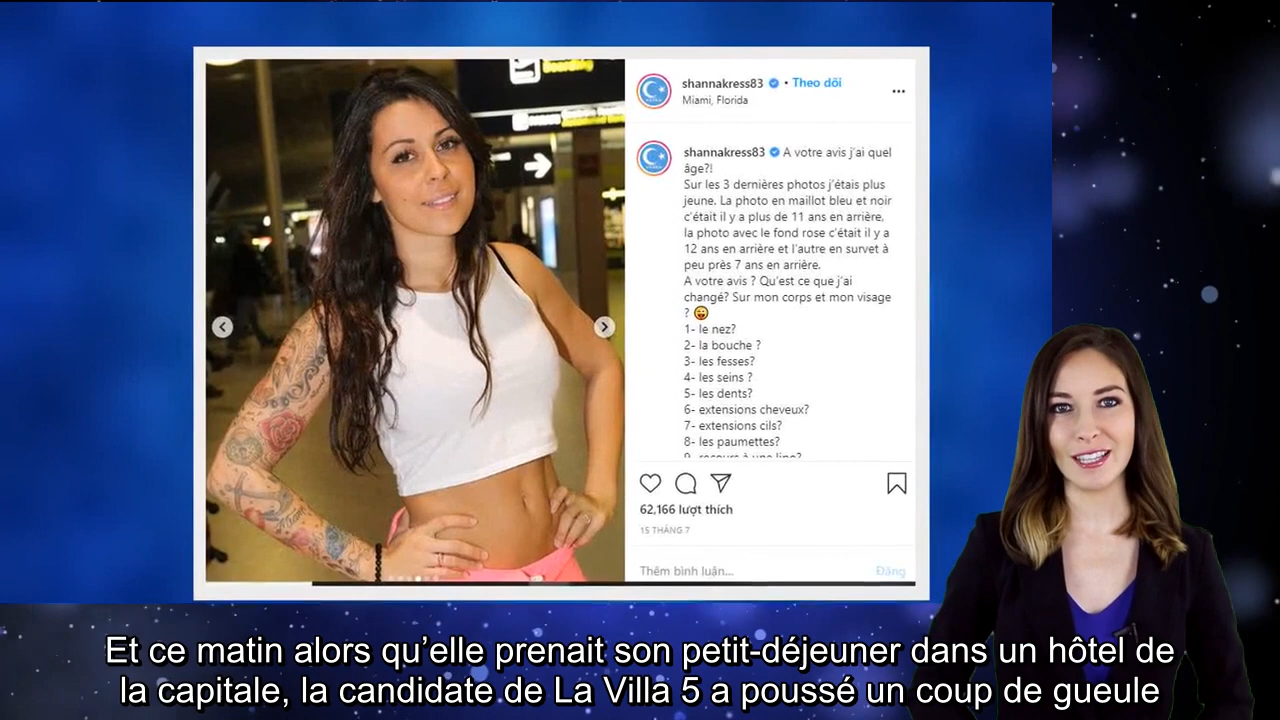 Boarding
shannakress83 • Theo dõi
Miami, Florida
shannakress83 A votre avis j'ai quel
âge?!
Sur les 3 dernières photos j'étais plus
jeune. La photo en maillot bleu et noir
c'était il y a plus de 11 ans en arrière,
la photo avec le fond rose c'était il y a
12 ans en arrière et l'autre en survet à
peu près 7 ans en arrière.
A votre avis ? Qu'est ce que j'ai
changé? Sur mon corps et mon visage
?
1- le nez?
2- la bouche ?
3- les fesses?
4- les seins ?
5- les dents?
6- extensions cheveux?
7- extensions cils?
8- les paumettes?
9- recours à une lipo?
62,166 lượt thích
15 THÁNG 7
Thêm bình luận...
Đăng
Et ce matin alors qu’elle prenait son petit-déjeuner dans un hôtel de
la capitale, la candidate de La Villa 5 a poussé un coup de gueule